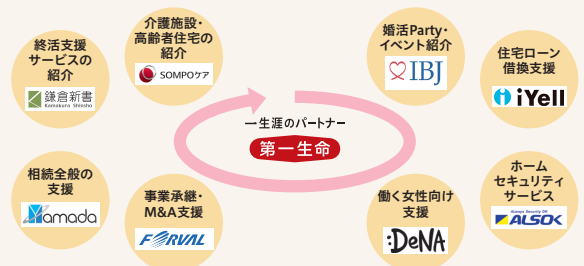 終活支援
サービスの
紹介
鎌倉新書
Kamakura Shinsho
介護施設・
高齢者住宅の
紹介
SOMPOケア
婚活Party・
イベント紹介
IBJ
住宅ローン
借換支援
iYell
一生涯のパートナー
第一生命
相続全般の
支援
Yamada
事業承継・
M&A支援
FORVAL
働く女性向け
支援
:DeNA
ホーム
セキュリティ
サービス
Always Security OK
ALSOK